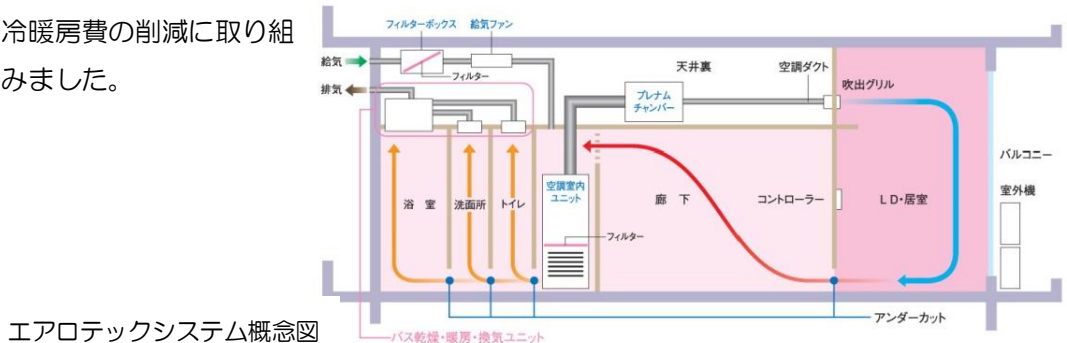 冷暖房費の削減に取り組
みました。
フィルターボックス
給気ファン
給気
フィルター
排気
天井裏
空調ダクト
吹出グリル
プレナム
チャンバー
バルコニー
空調室内
ユニット
浴 室
洗面所
トイレ
廊 下
コントローラー
LD・居室
室外機
フィルター
アンダーカット
エアロテックシステム概念図
バス乾燥・暖房・換気ユニット